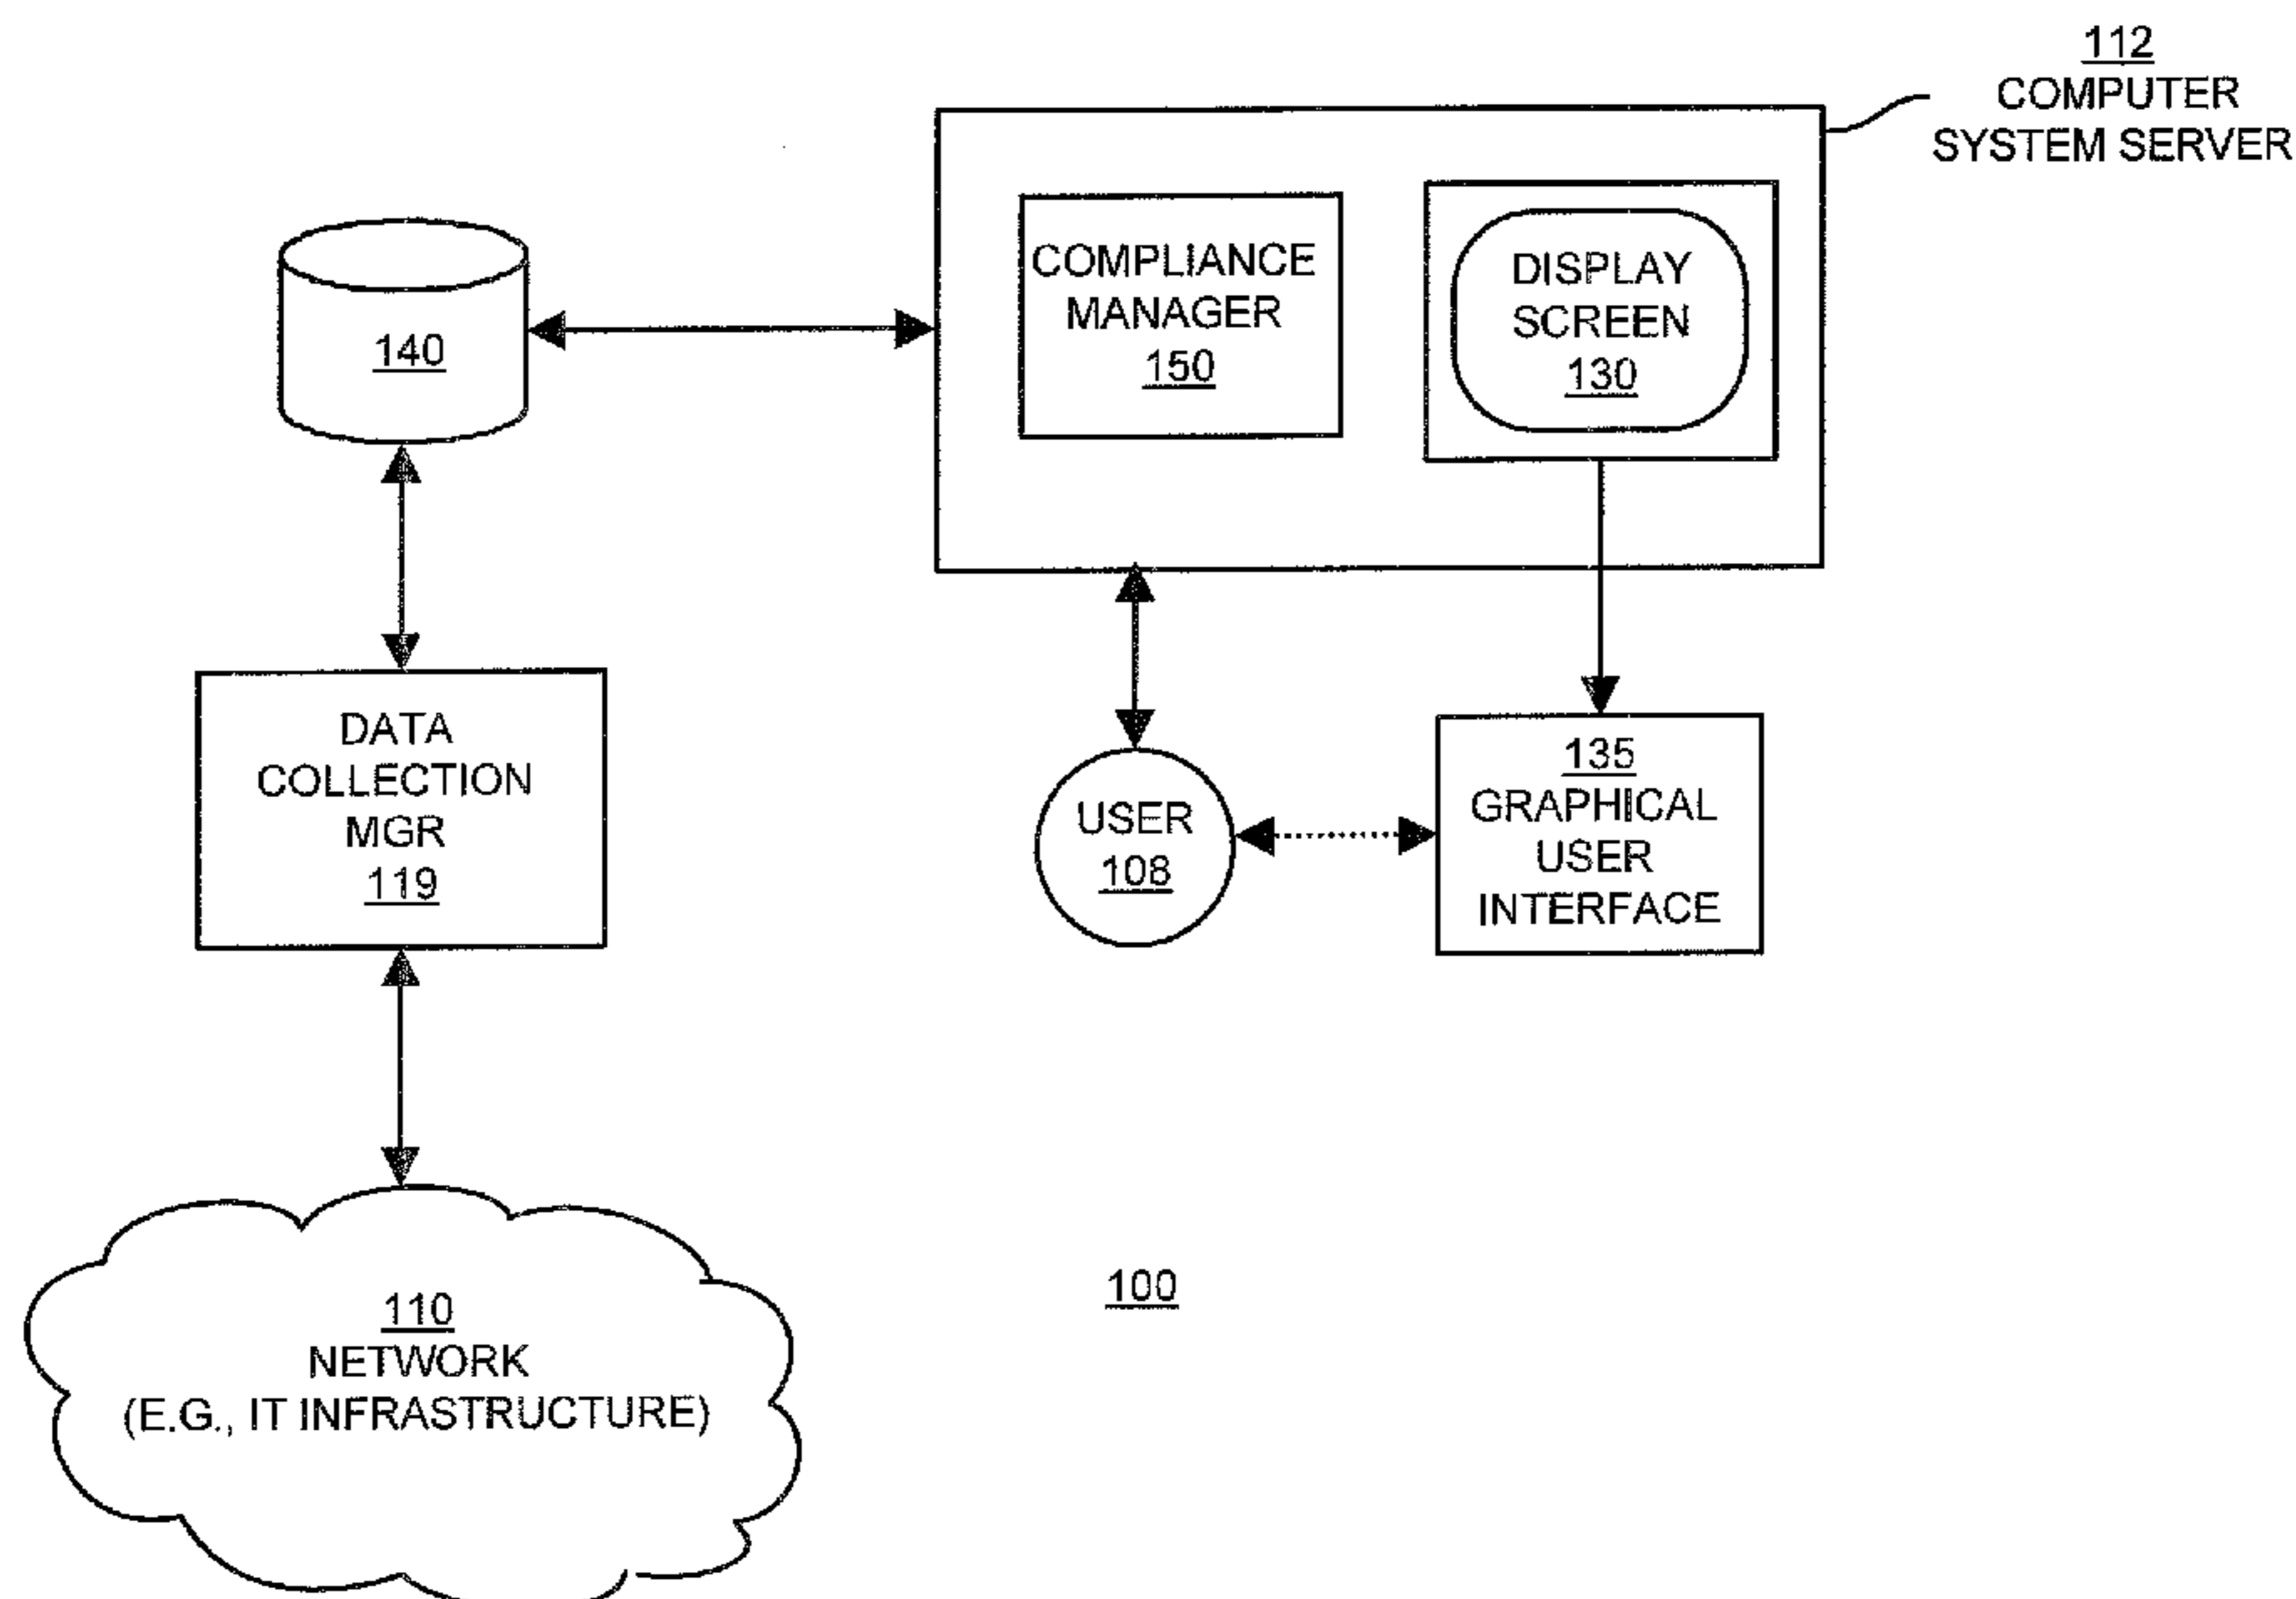 112
COMPUTER
SYSTEM SERVER
COMPLIANCE
MANAGER
150
DISPLAY
SCREEN
130
140
DATA
COLLECTION
MGR
119
USER
108
135
GRAPHICAL
USER
INTERFACE
110
NETWORK
(E.G., IT INFRASTRUCTURE)
100